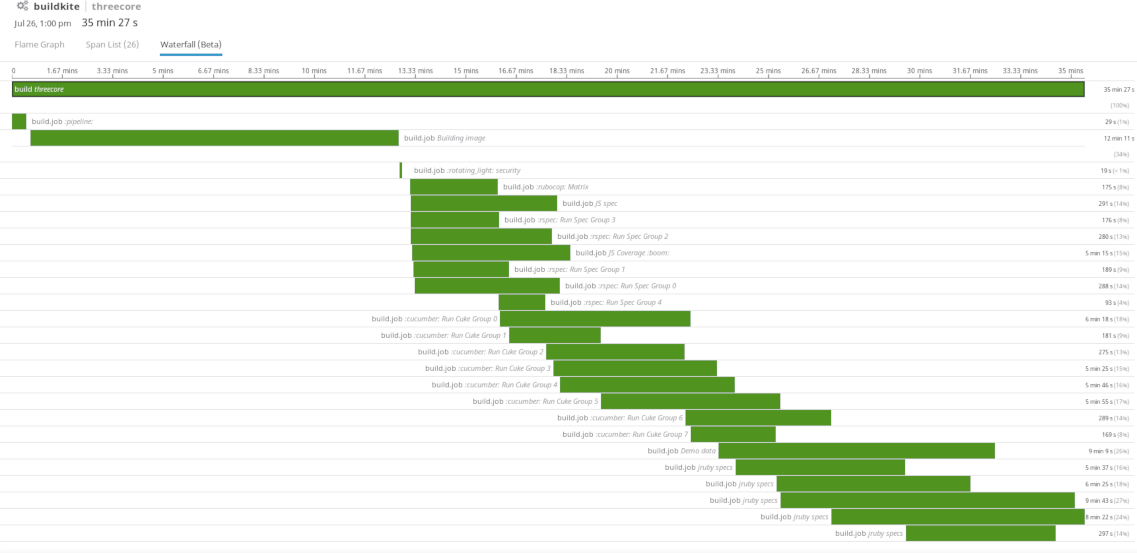 buildkite threecore
Jul 26, 1:00 pm 35 min 27 s
Flame Graph Span List (26) Waterfall (Beta)
0 1.67 mins 3.33 mins 5 mins 6.67 mins 8.33 mins 10 mins 11.67 mins 13.33 mins 15 mins 16.67 mins 18.33 mins 20 mins 21.67 mins 23.33 mins 25 mins 26.67 mins 28.33 mins 30 mins 31.67 mins 33.33 mins 35 mins
build threecore 35 min 27 s
(100%)
build.job :pipeline: 29 s (1%)
build.job Building image 12 min 11 s
(34%)
build.job :rotating_light: security 19 s (< 1%)
build.job :rubocop: Matrix 175 s (8%)
build.job JS spec 291 s (14%)
build.job :rspec: Run Spec Group 3 176 s (8%)
build.job :rspec: Run Spec Group 2 280 s (13%)
build.job JS Coverage :boom: 5 min 15 s (15%)
build.job :rspec: Run Spec Group 1 189 s (9%)
build.job :rspec: Run Spec Group 0 288 s (14%)
build.job :rspec: Run Spec Group 4 93 s (4%)
build.job :cucumber: Run Cuke Group 0 6 min 18 s (18%)
build.job :cucumber: Run Cuke Group 1 181 s (9%)
build.job :cucumber: Run Cuke Group 2 275 s (13%)
build.job :cucumber: Run Cuke Group 3 5 min 25 s (15%)
build.job :cucumber: Run Cuke Group 4 5 min 46 s (16%)
build.job :cucumber: Run Cuke Group 5 5 min 55 s (17%)
build.job :cucumber: Run Cuke Group 6 289 s (14%)
build.job :cucumber: Run Cuke Group 7 169 s (8%)
build.job Demo data 9 min 9 s (26%)
build.job jruby specs 5 min 37 s (16%)
build.job jruby specs 6 min 25 s (18%)
build.job jruby specs 9 min 43 s (27%)
build.job jruby specs 8 min 22 s (24%)
build.job jruby specs 297 s (14%)